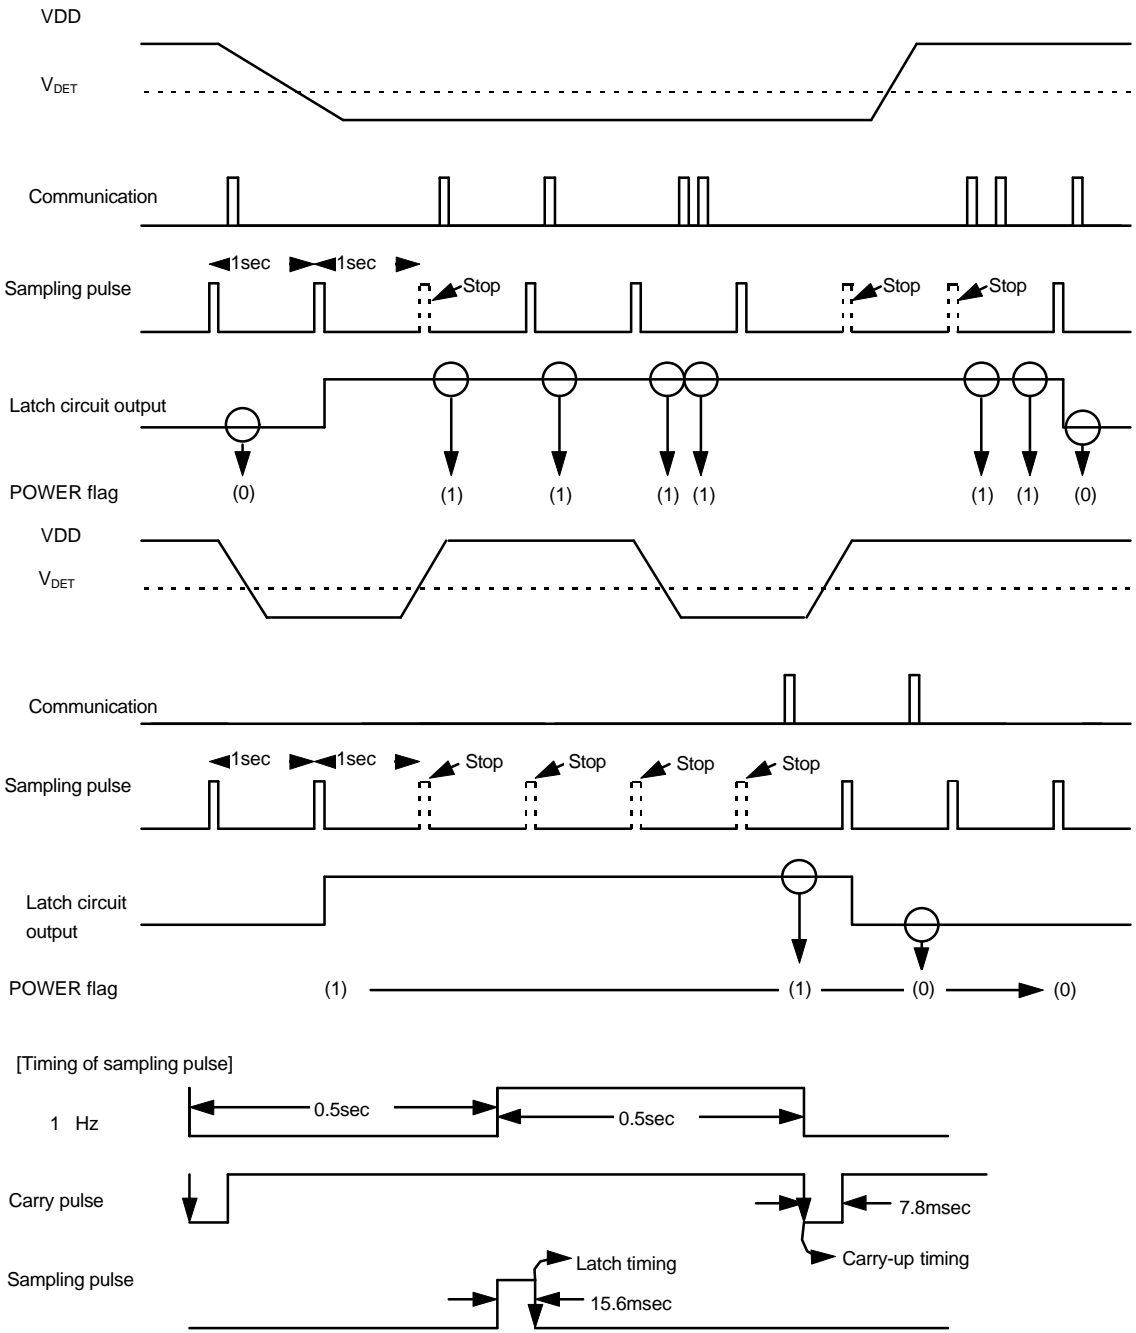 VDD
VDET
Communication
1sec 1sec
Sampling pulse
Stop Stop Stop
Latch circuit output
POWER flag (0) (1) (1) (1) (1) (1) (1) (0)
VDD
VDET
Communication
1sec 1sec
Sampling pulse
Stop Stop Stop Stop
Latch circuit
output
POWER flag (1) (1) (0) (0)
[Timing of sampling pulse]
1 Hz 0.5sec 0.5sec
Carry pulse 7.8msec
Carry-up timing
Sampling pulse
Latch timing
15.6msec